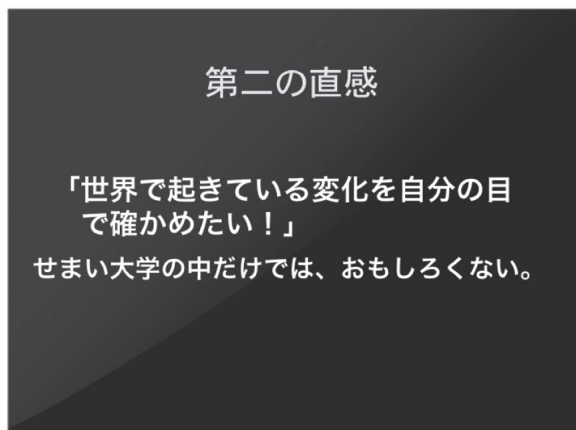 第二の直感
「世界で起きている変化を自分の目
で確かめたい！」
せまい大学の中だけでは、おもしろくない。